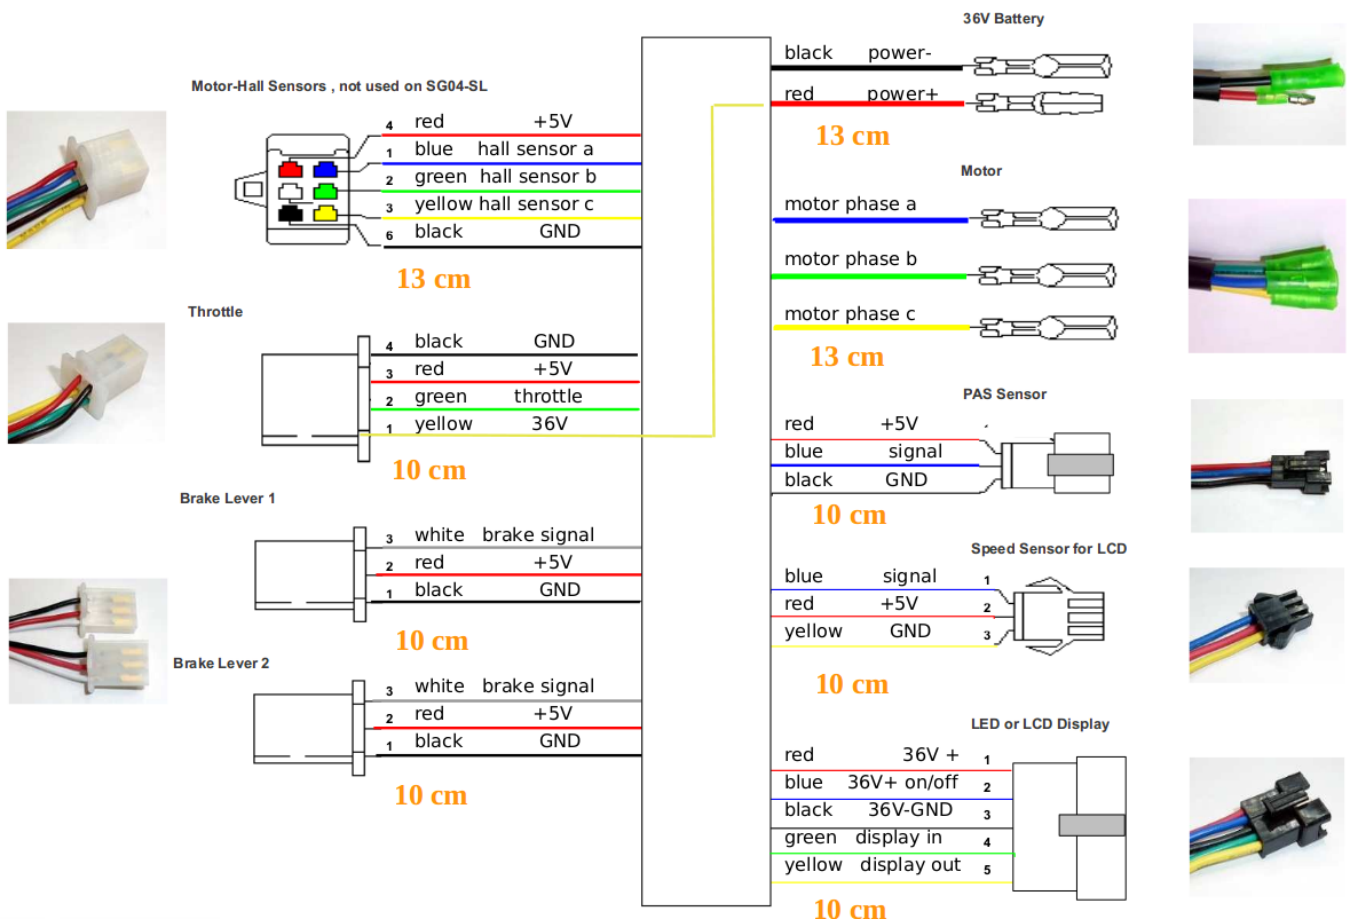 36V Battery
black power-
red power+
13 cm
Motor-Hall Sensors , not used on SG04-SL
4 red +5V
1 blue hall sensor a
2 green hall sensor b
3 yellow hall sensor c
6 black GND
13 cm
Motor
motor phase a
motor phase b
motor phase c
13 cm
Throttle
4 black GND
3 red +5V
2 green throttle
1 yellow 36V
10 cm
PAS Sensor
red +5V
blue signal
black GND
10 cm
Brake Lever 1
3 white brake signal
2 red +5V
1 black GND
10 cm
Speed Sensor for LCD
blue signal 1
red +5V 2
yellow GND 3
10 cm
Brake Lever 2
3 white brake signal
2 red +5V
1 black GND
10 cm
LED or LCD Display
red 36V + 1
blue 36V+ on/off 2
black 36V-GND 3
green display in 4
yellow display out 5
10 cm